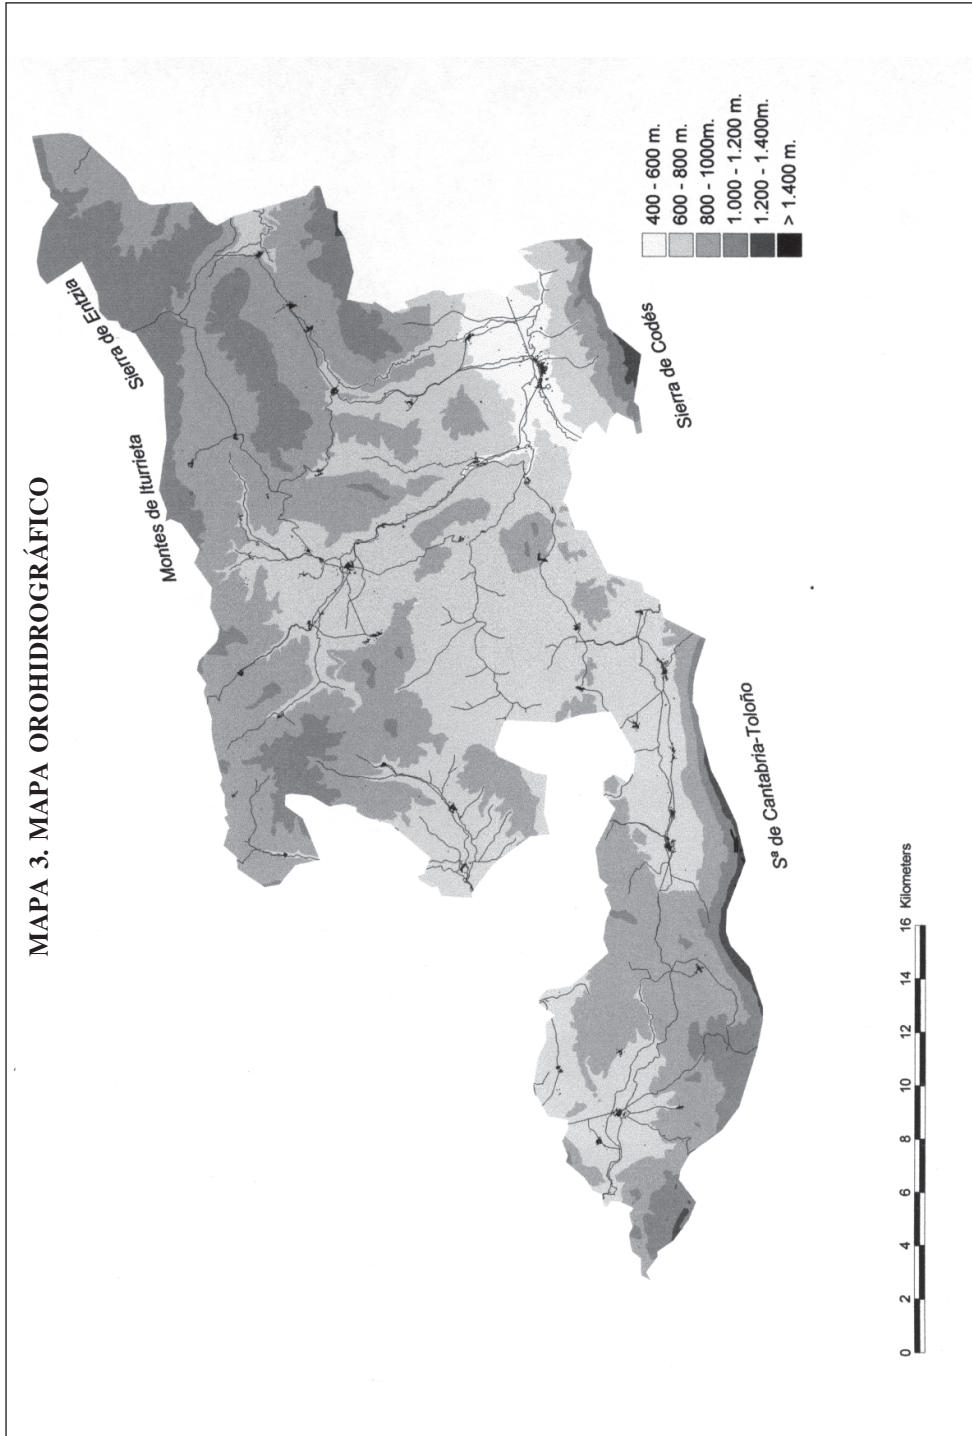 MAPA 3. MAPA OROHIDROGRÁFICO
Sierra de Entzia
Montes de Iturrieta
Sierra de Codés
Sª de Cantabria-Toloño
400 - 600 m.
600 - 800 m.
800 - 1000m.
1.000 - 1.200 m.
1.200 - 1.400m.
> 1.400 m.
0 2 4 6 8 10 12 14 16 Kilometers